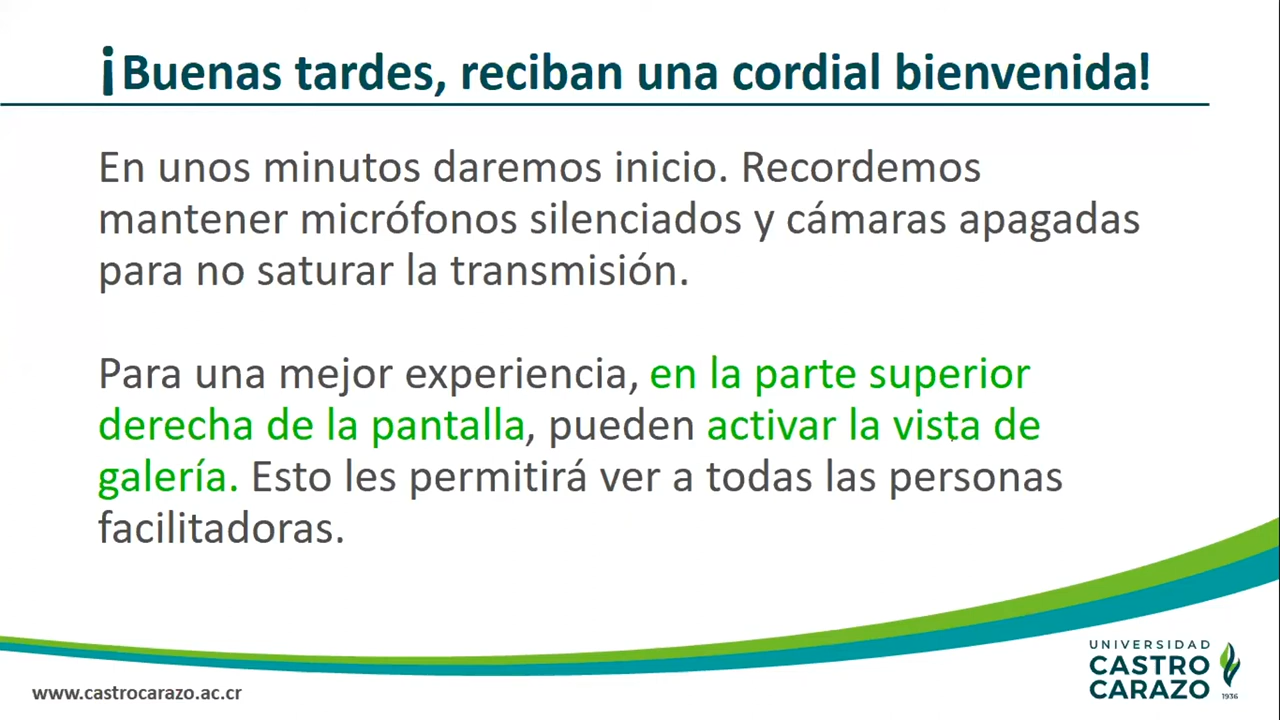 ¡Buenas tardes, reciban una cordial bienvenida!
En unos minutos daremos inicio. Recordemos
mantener micrófonos silenciados y cámaras apagadas
para no saturar la transmisión.
Para una mejor experiencia, en la parte superior
derecha de la pantalla, pueden activar la vista de
galería. Esto les permitirá ver a todas las personas
facilitadoras.
www.castrocarazo.ac.cr
UNIVERSIDAD
CASTRO
CARAZO
1936